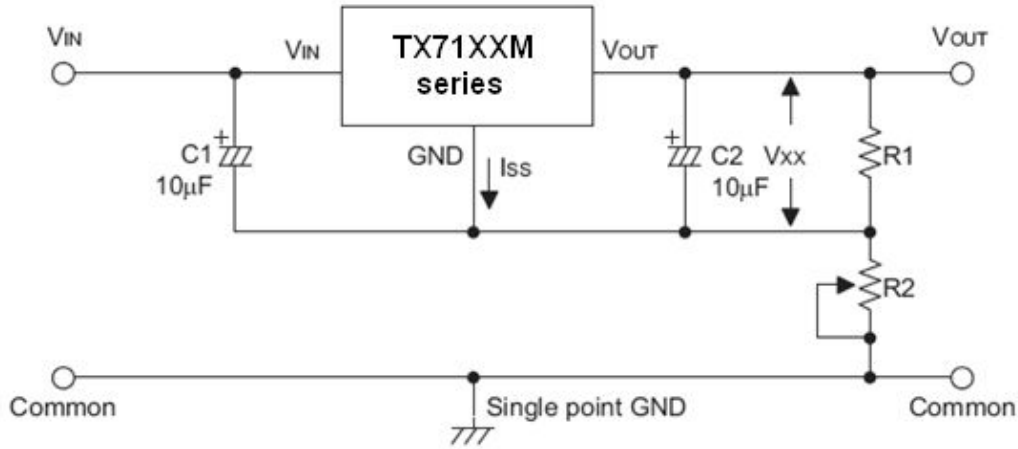 VIN
VIN
TX71XXM
series
VOUT
VOUT
C1
10μF
+
GND
ISS
+
C2
10μF
VXX
R1
R2
Common
Single point GND
Common